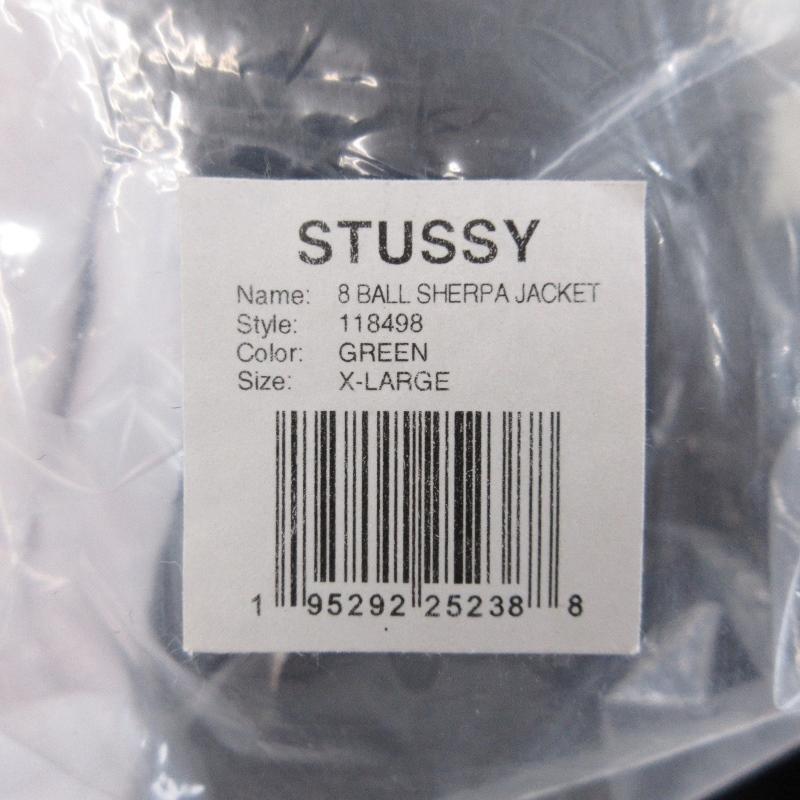 STUSSY
Name: 8 BALL SHERPA JACKET
Style: 118498
Color: GREEN
Size: X-LARGE
1 95292 25238 8